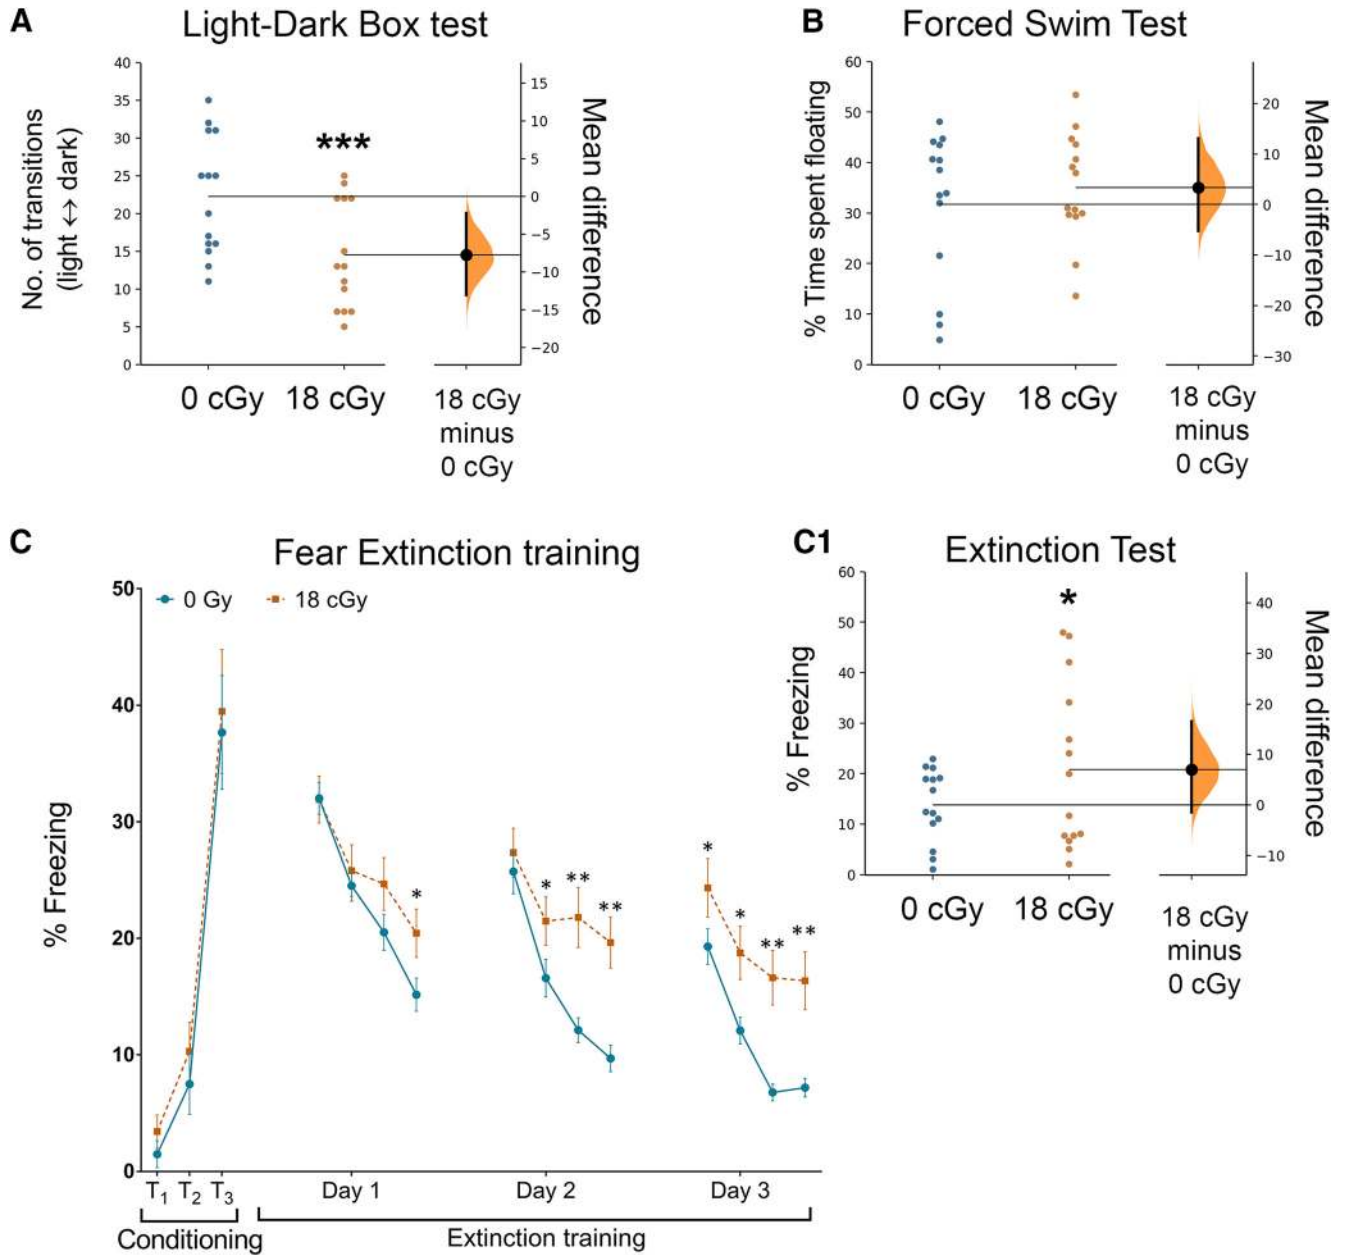 A
Light-Dark Box test
No. of transitions
(light ↔ dark)
40
35
30
25
20
15
10
5
0
***
15
10
5
0
−5
−10
−15
−20
Mean difference
0 cGy
18 cGy
18 cGy
minus
0 cGy
B
Forced Swim Test
% Time spent floating
60
50
40
30
20
10
0
20
10
0
−10
−20
−30
Mean difference
0 cGy
18 cGy
18 cGy
minus
0 cGy
C
Fear Extinction training
0 Gy
18 cGy
% Freezing
50
40
30
20
10
0
*
*
**
**
*
*
**
**
T1 T2 T3
Day 1
Day 2
Day 3
Conditioning
Extinction training
C1
Extinction Test
% Freezing
60
50
40
30
20
10
0
*
40
30
20
10
0
−10
Mean difference
0 cGy
18 cGy
18 cGy
minus
0 cGy